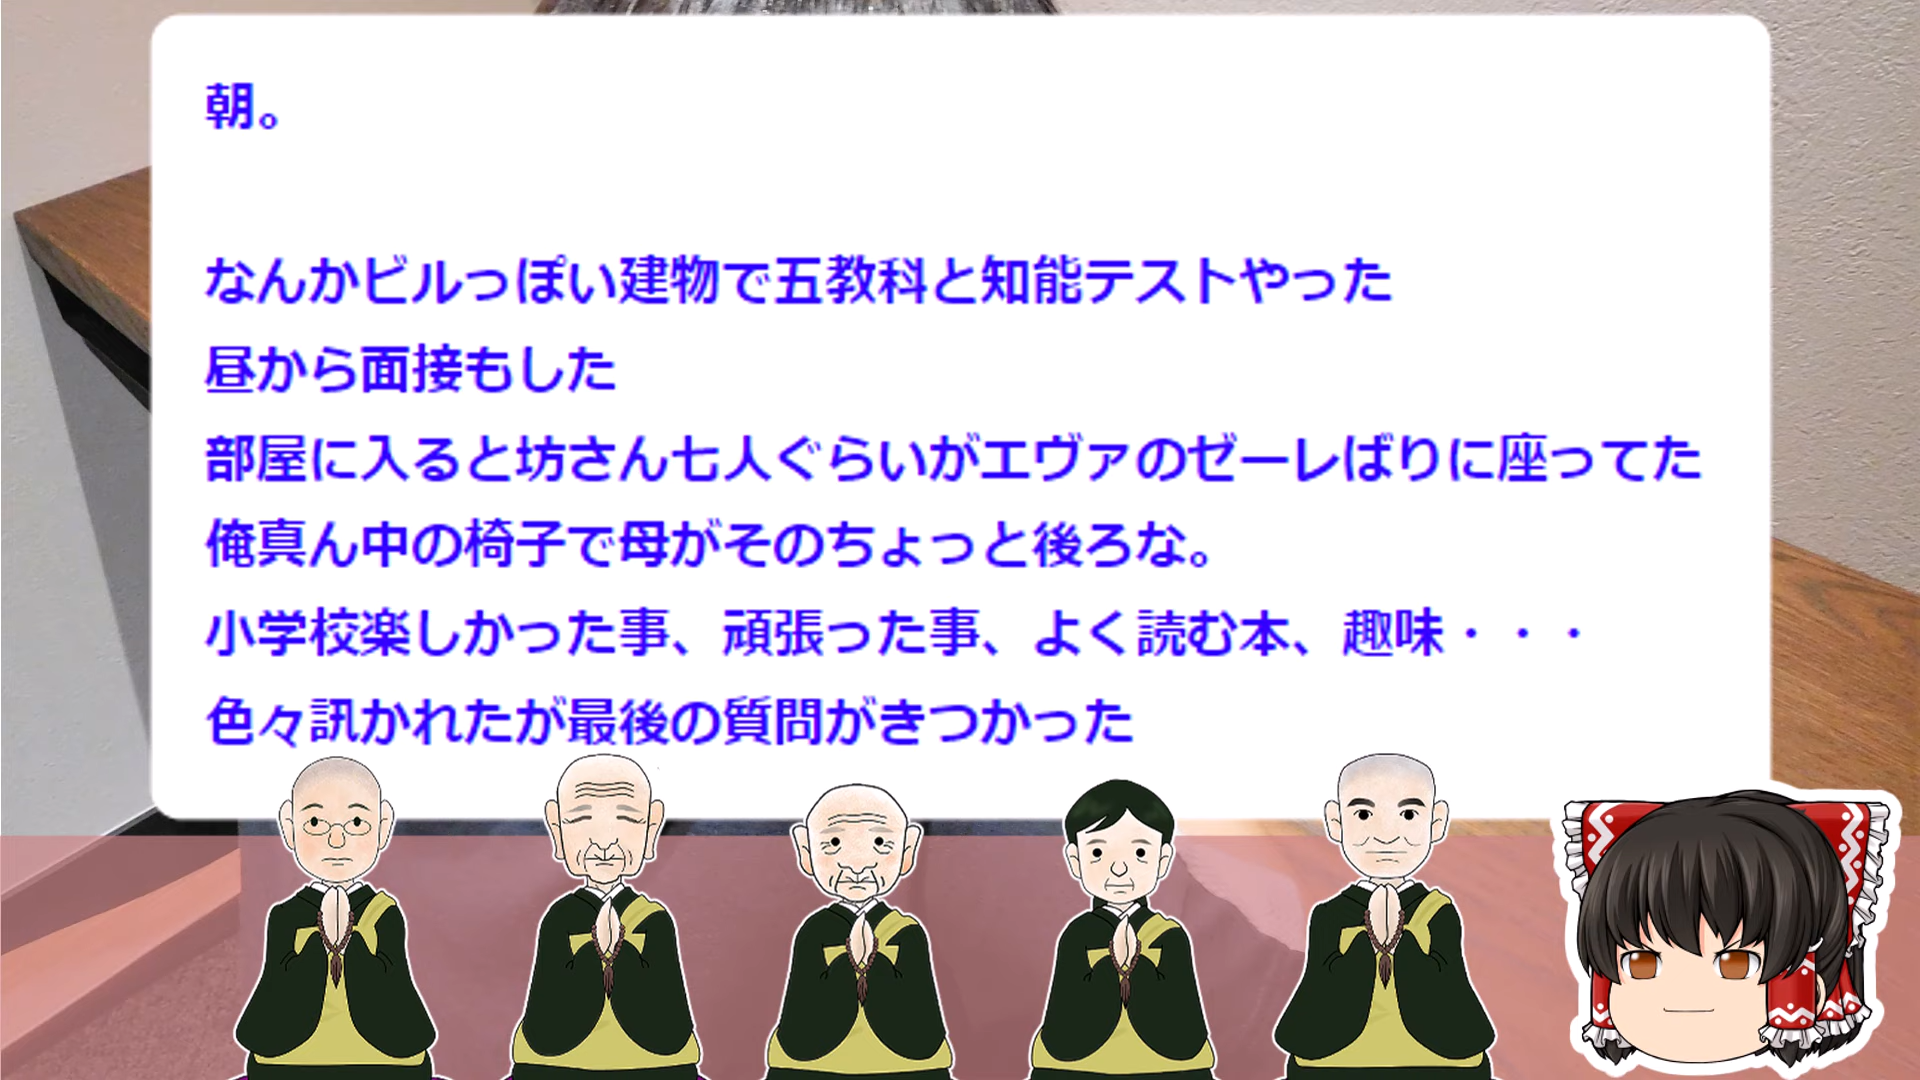 朝。
なんかビルっぽい建物で五教科と知能テストやった
昼から面接もした
部屋に入ると坊さん七人ぐらいがエヴァのゼーレばりに座ってた
俺真ん中の椅子で母がそのちょっと後ろな。
小学校楽しかった事、頑張った事、よく読む本、趣味・・・
色々訊かれたが最後の質問がきつかった